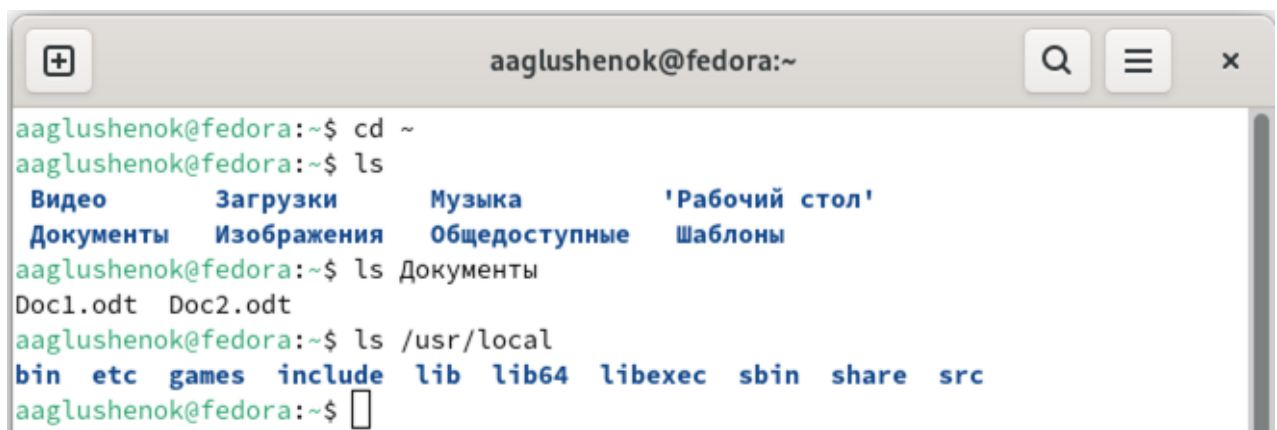 aaglushenok@fedora:~
aaglushenok@fedora:~$ cd ~
aaglushenok@fedora:~$ ls
Видео Загрузки Музыка 'Рабочий стол'
Документы Изображения Общедоступные Шаблоны
aaglushenok@fedora:~$ ls Документы
Doc1.odt Doc2.odt
aaglushenok@fedora:~$ ls /usr/local
bin etc games include lib lib64 libexec sbin share src
aaglushenok@fedora:~$